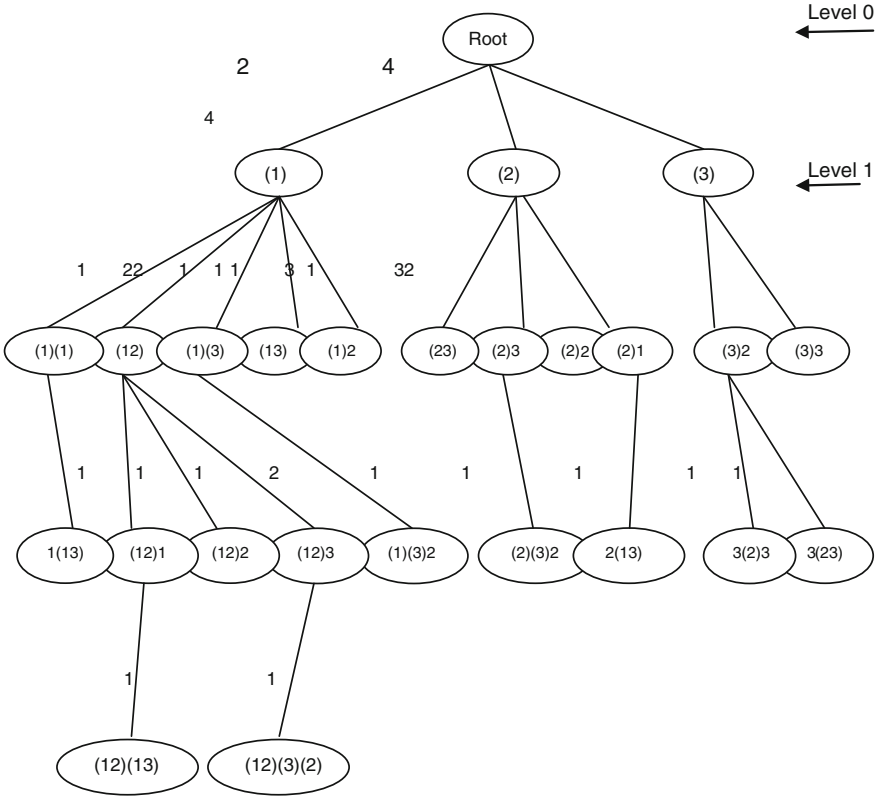 Level 0
Root
2 4
4
(1) (2) (3) Level 1
1 22 1 1 1 3 1 32
(1)(1) (12) (1)(3) (13) (1)2 (23) (2)3 (2)2 (2)1 (3)2 (3)3
1 1 1 2 1 1 1 1 1
1(13) (12)1 (12)2 (12)3 (1)(3)2 (2)(3)2 2(13) 3(2)3 3(23)
1 1
(12)(13) (12)(3)(2)